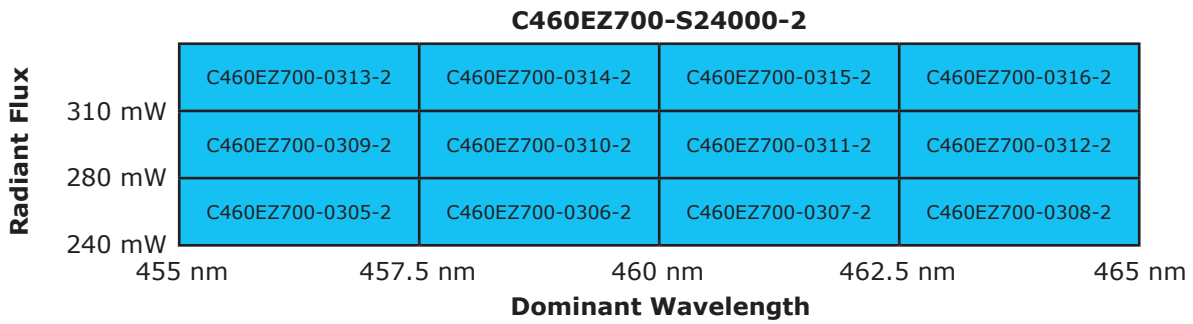 C460EZ700-S24000-2
Radiant Flux
C460EZ700-0313-2 C460EZ700-0314-2 C460EZ700-0315-2 C460EZ700-0316-2
310 mW
C460EZ700-0309-2 C460EZ700-0310-2 C460EZ700-0311-2 C460EZ700-0312-2
280 mW
C460EZ700-0305-2 C460EZ700-0306-2 C460EZ700-0307-2 C460EZ700-0308-2
240 mW
455 nm 457.5 nm 460 nm 462.5 nm 465 nm
Dominant Wavelength